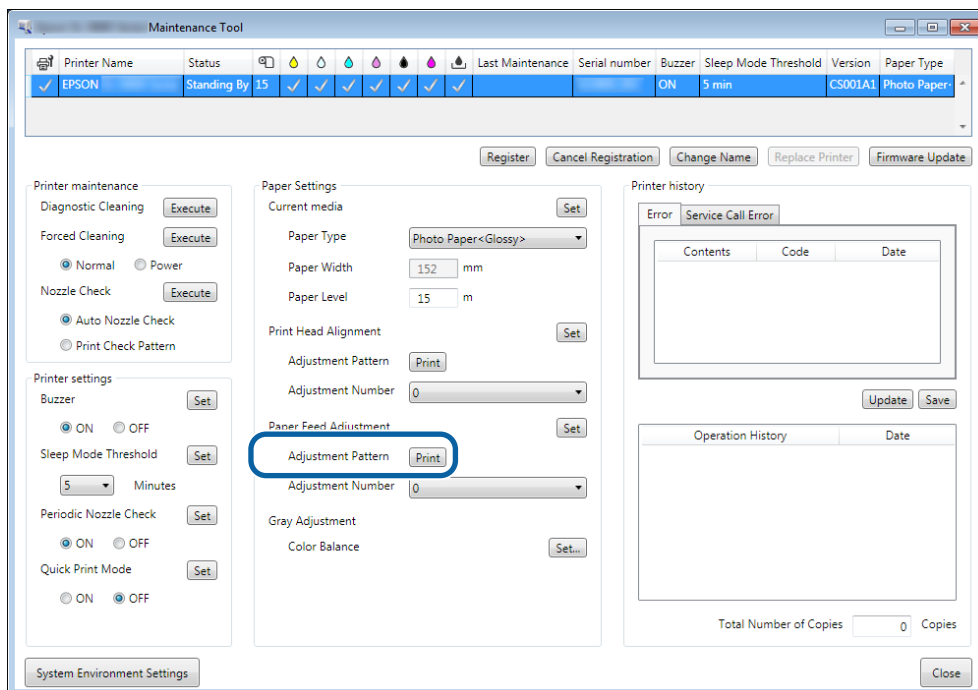 Maintenance Tool
Printer Name Status Last Maintenance Serial number Buzzer Sleep Mode Threshold Version Paper Type
EPSON Standing By 15 ON 5 min CS001A1 Photo Paper
Register Cancel Registration Change Name Replace Printer Firmware Update
Printer maintenance
Diagnostic Cleaning Execute
Forced Cleaning Execute
Normal Power
Nozzle Check Execute
Auto Nozzle Check
Print Check Pattern
Printer settings
Buzzer Set
ON OFF
Sleep Mode Threshold Set
5 Minutes
Periodic Nozzle Check Set
ON OFF
Quick Print Mode Set
ON OFF
Paper Settings
Current media Set
Paper Type Photo Paper<Glossy>
Paper Width 152 mm
Paper Level 15 m
Print Head Alignment Set
Adjustment Pattern Print
Adjustment Number 0
Paper Feed Adjustment Set
Adjustment Pattern Print
Adjustment Number 0
Gray Adjustment
Color Balance Set...
Printer history
Error Service Call Error
Contents Code Date
Update Save
Operation History Date
Total Number of Copies 0 Copies
System Environment Settings Close